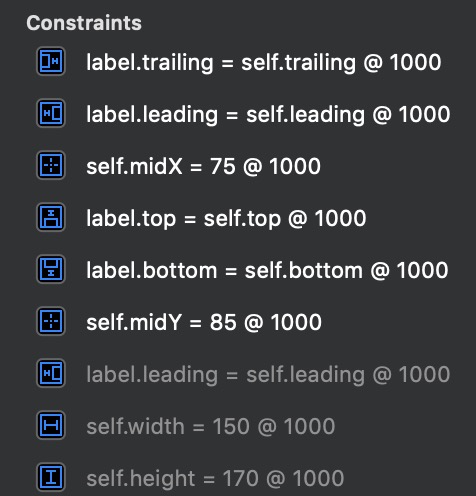 Constraints
label.trailing = self.trailing @ 1000
label.leading = self.leading @ 1000
self.midX = 75 @ 1000
label.top = self.top @ 1000
label.bottom = self.bottom @ 1000
self.midY = 85 @ 1000
label.leading = self.leading @ 1000
self.width = 150 @ 1000
self.height = 170 @ 1000